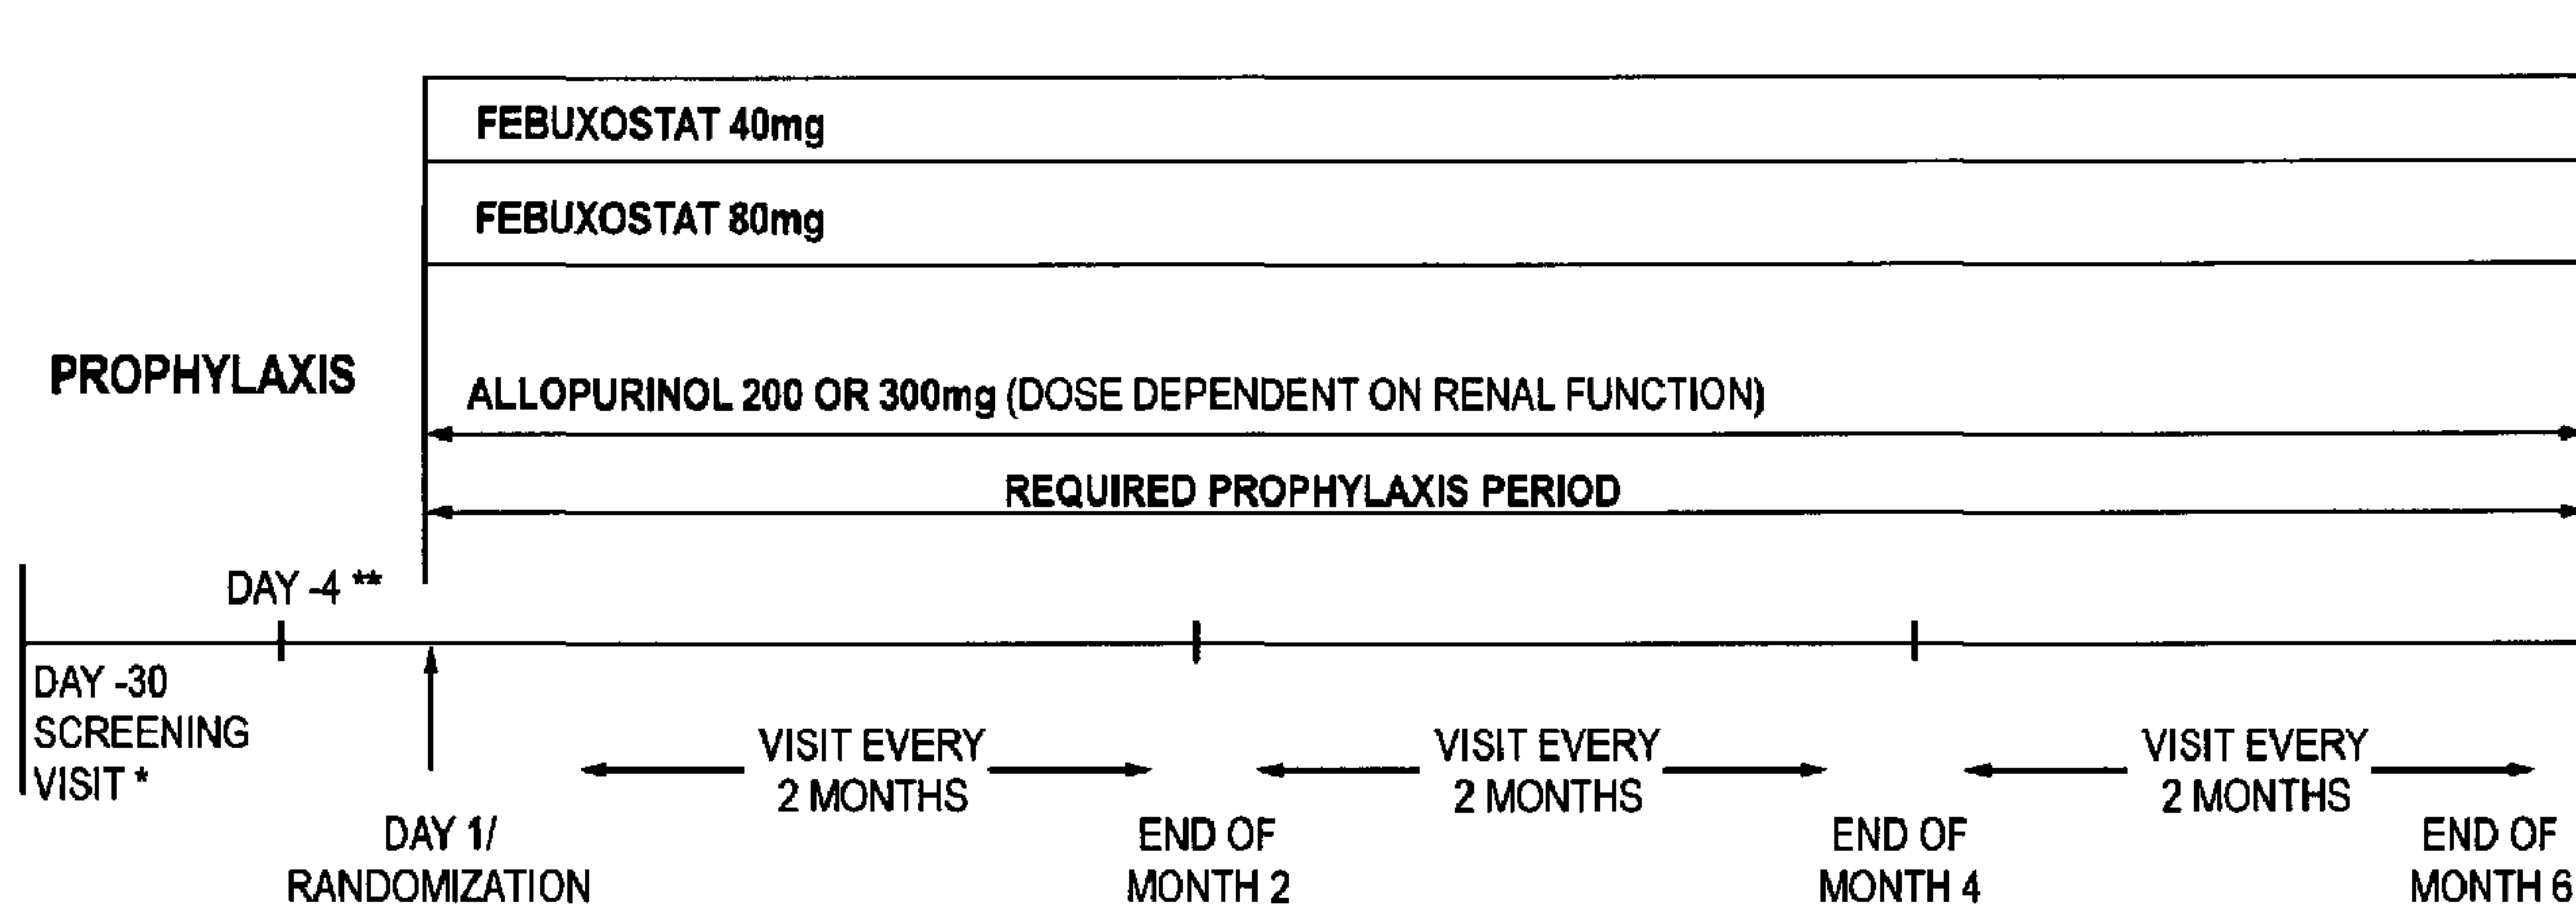 FEBUXOSTAT 40mg
FEBUXOSTAT 80mg
PROPHYLAXIS
ALLOPURINOL 200 OR 300mg (DOSE DEPENDENT ON RENAL FUNCTION)
REQUIRED PROPHYLAXIS PERIOD
DAY -4 **
DAY -30
SCREENING
VISIT *
DAY 1/
RANDOMIZATION
VISIT EVERY
2 MONTHS
END OF
MONTH 2
VISIT EVERY
2 MONTHS
END OF
MONTH 4
VISIT EVERY
2 MONTHS
END OF
MONTH 6